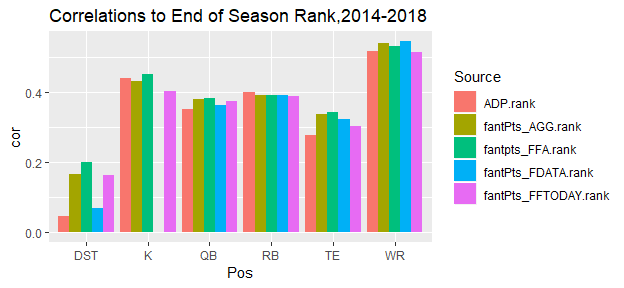 Correlations to End of Season Rank,2014-2018
cor
0.4
0.2
0.0
DST K QB RB TE WR
Pos
Source
ADP.rank
fantPts_AGG.rank
fantpts_FFA.rank
fantPts_FDATA.rank
fantPts_FFTODAY.rank